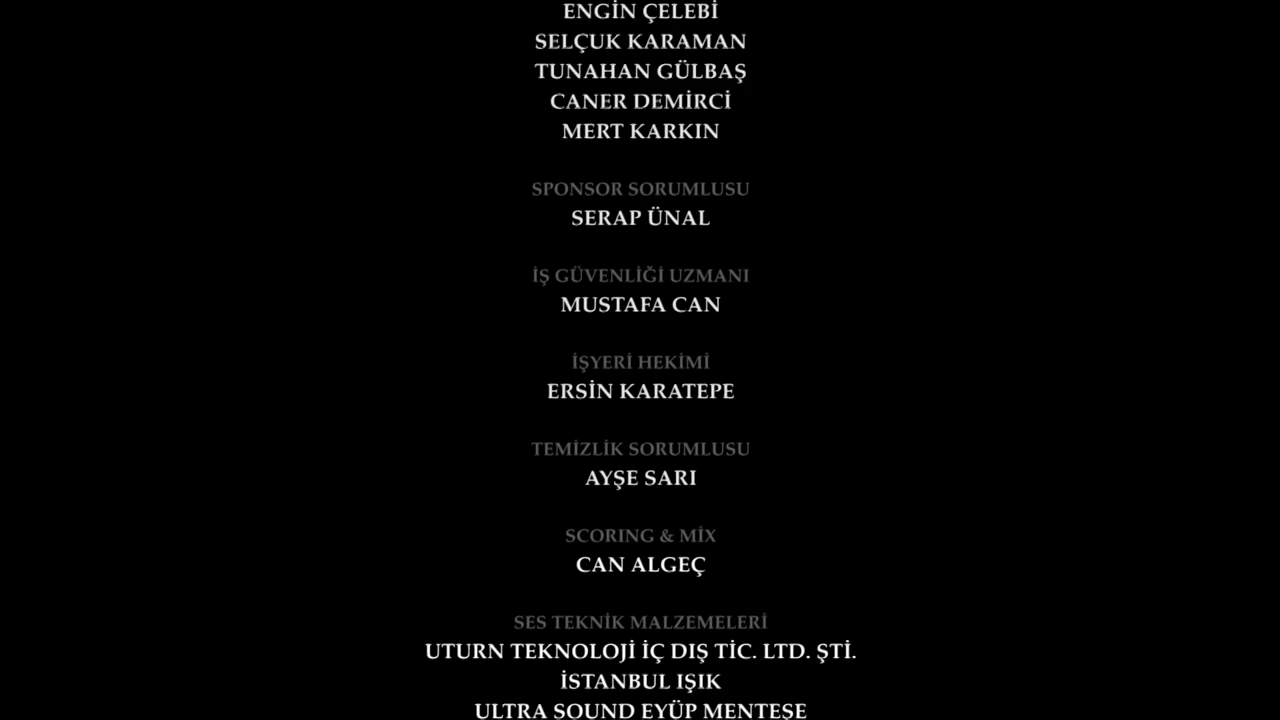 ENGİN ÇELEBİ
SELÇUK KARAMAN
TUNAHAN GÜLBAŞ
CANER DEMİRCİ
MERT KARKIN
SPONSOR SORUMLUSU
SERAP ÜNAL
İŞ GÜVENLİĞİ UZMANI
MUSTAFA CAN
İŞYERİ HEKİMİ
ERSİN KARATEPE
TEMİZLİK SORUMLUSU
AYŞE SARI
SCORING & MİX
CAN ALGEÇ
SES TEKNİK MALZEMELERİ
UTURN TEKNOLOJİ İÇ DIŞ TİC. LTD. ŞTİ.
İSTANBUL IŞIK
ULTRA SOUND EYÜP MENTEŞE